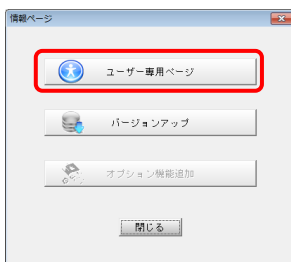 情報ページ
ユーザー専用ページ
バージョンアップ
オプション機能追加
閉じる